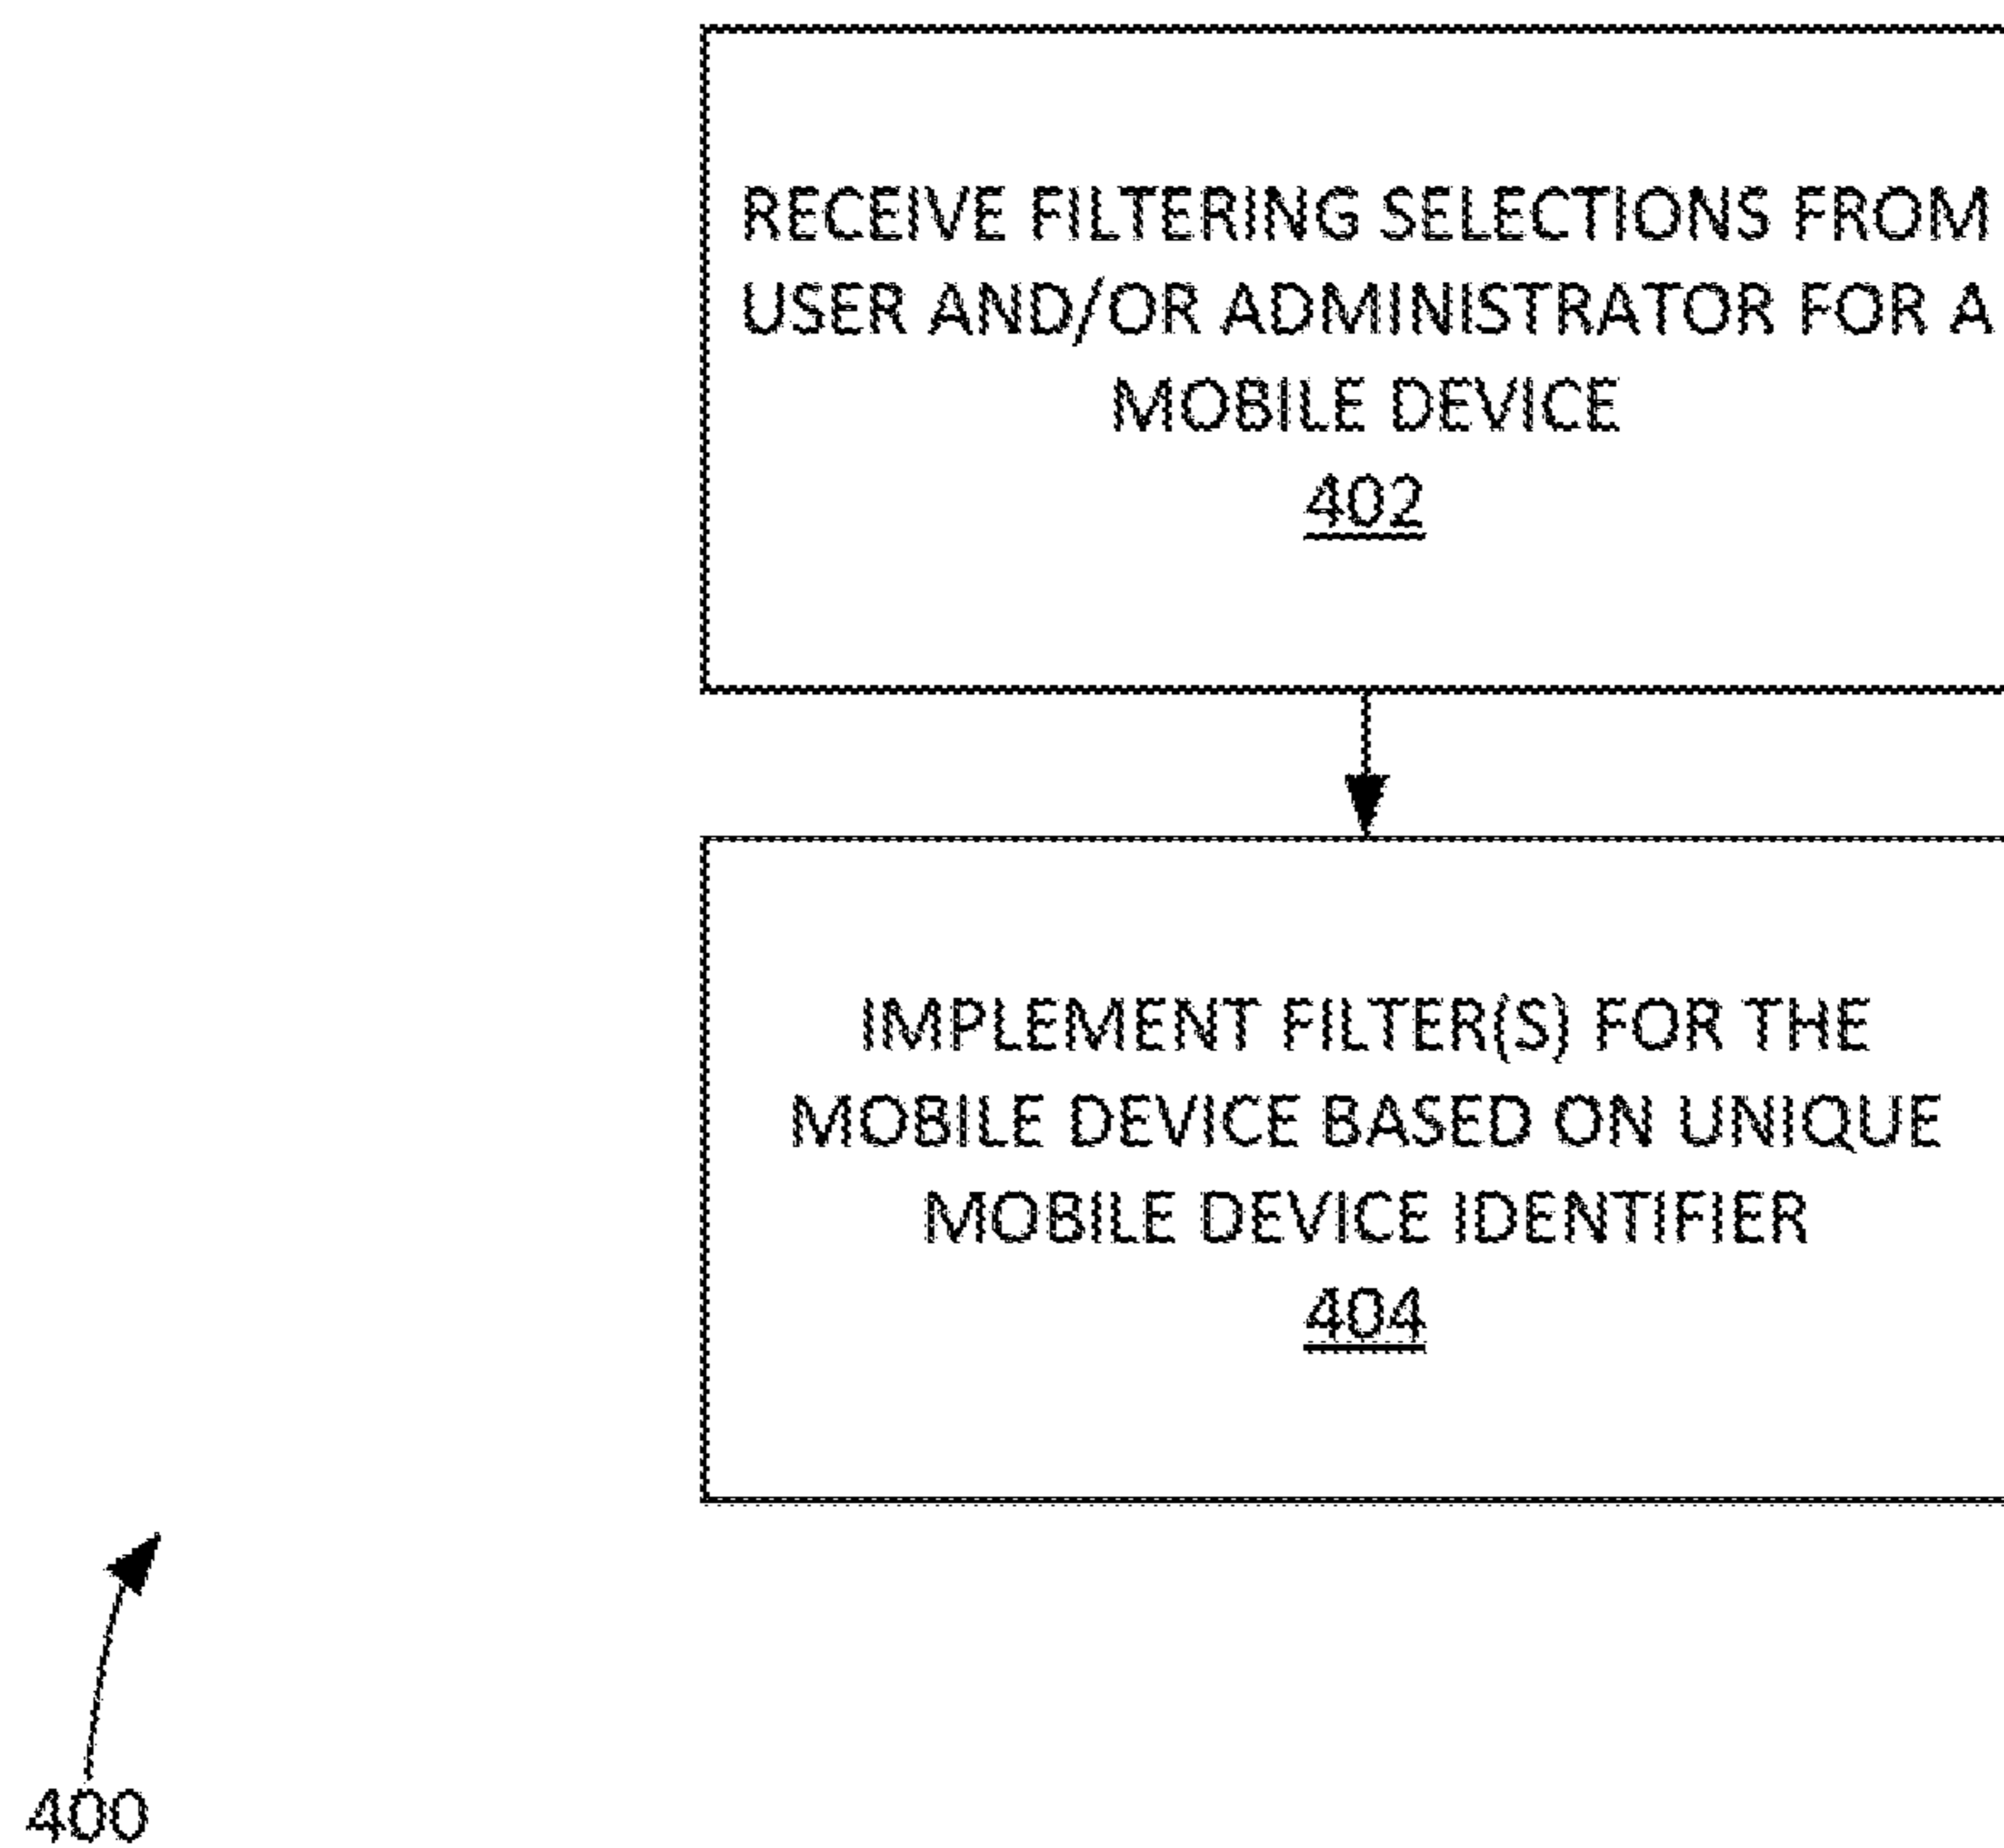 RECEIVE FILTERING SELECTIONS FROM
USER AND/OR ADMINISTRATOR FOR A
MOBILE DEVICE
402
IMPLEMENT FILTER(S) FOR THE
MOBILE DEVICE BASED ON UNIQUE
MOBILE DEVICE IDENTIFIER
404
400